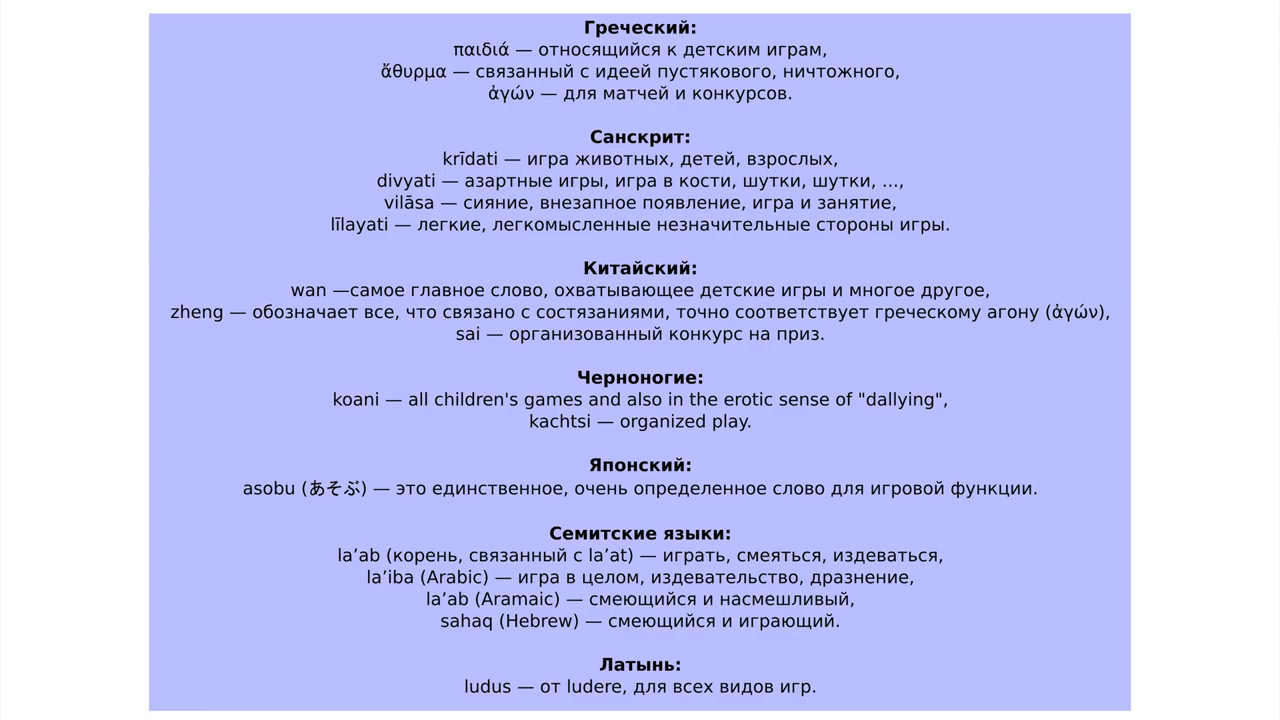 Греческий:
παιδιά — относящийся к детским играм,
ἄθυρμα — связанный с идеей пустякового, ничтожного,
ἀγών — для матчей и конкурсов.
Санскрит:
krīdati — игра животных, детей, взрослых,
divyati — азартные игры, игра в кости, шутки, шутки, ...,
vilāsa — сияние, внезапное появление, игра и занятие,
līlayati — легкие, легкомысленные незначительные стороны игры.
Китайский:
wan —самое главное слово, охватывающее детские игры и многое другое,
zheng — обозначает все, что связано с состязаниями, точно соответствует греческому агону (ἀγών),
sai — организованный конкурс на приз.
Черноногие:
koani — all children's games and also in the erotic sense of "dallying",
kachtsi — organized play.
Японский:
asobu (あそぶ) — это единственное, очень определенное слово для игровой функции.
Семитские языки:
la’ab (корень, связанный с la’at) — играть, смеяться, издеваться,
la’iba (Arabic) — игра в целом, издевательство, дразнение,
la’ab (Aramaic) — смеющийся и насмешливый,
sahaq (Hebrew) — смеющийся и играющий.
Латынь:
ludus — от ludere, для всех видов игр.